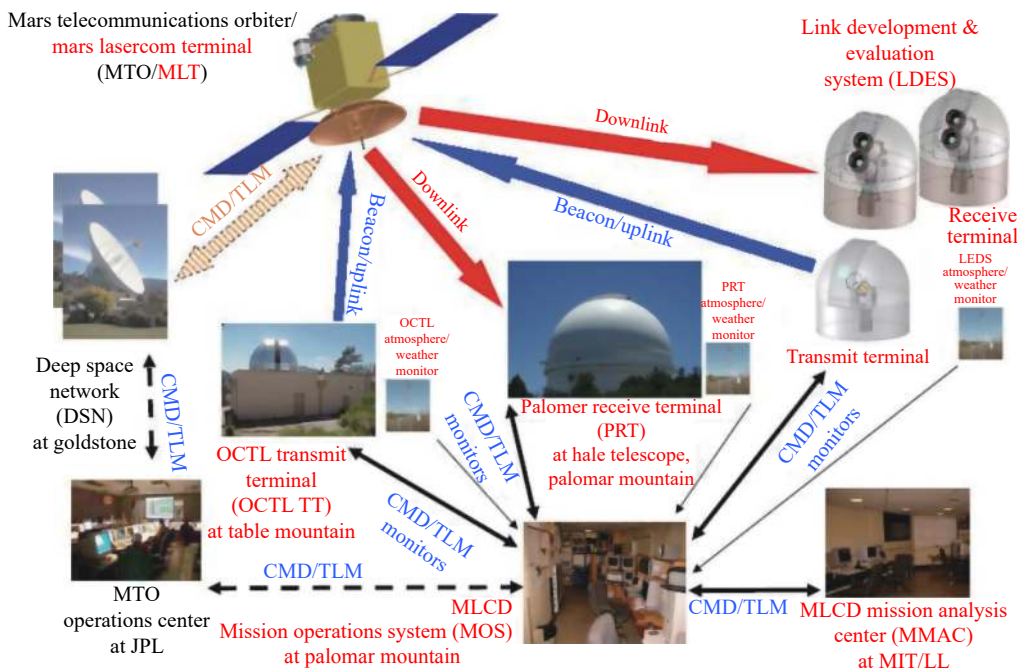 Mars telecommunications orbiter/
mars lasercom terminal
(MTO/MLT)
Link development &
evaluation
system (LDES)
Downlink
CMD/TLM
Beacon/uplink
Downlink
Beacon/uplink
Receive
terminal
LEDS
atmosphere/
weather
monitor
PRT
atmosphere/
weather
monitor
OCTL
atmosphere/
weather
monitor
Transmit terminal
Deep space
network
(DSN)
at goldstone
CMD/TLM
OCTL transmit
terminal
(OCTL TT)
at table mountain
CMD/TLM
monitors
Palomer receive terminal
(PRT)
at hale telescope,
palomar mountain
CMD/TLM
monitors
CMD/TLM
monitors
MTO
operations center
at JPL
CMD/TLM
MLCD
Mission operations system (MOS)
at palomar mountain
CMD/TLM
MLCD mission analysis
center (MMAC)
at MIT/LL